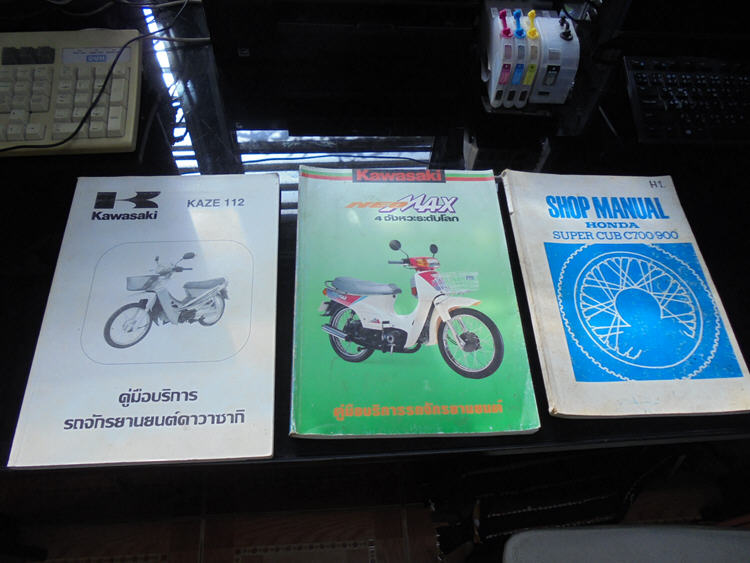 Kawasaki
KAZE 112
คู่มือบริการ
รถจักรยานยนต์คาวาซากิ
Kawasaki
NEO MAX
4 จังหวะระดับโลก
คู่มือบริการรถจักรยานยนต์
H2
SHOP MANUAL
HONDA
SUPER CUB C700·900